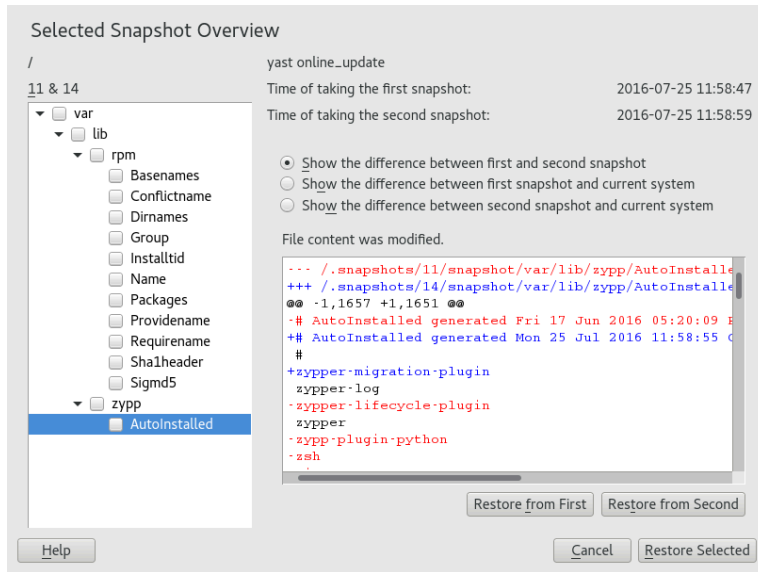 Selected Snapshot Overview
/
yast online_update
11 & 14
Time of taking the first snapshot: 2016-07-25 11:58:47
Time of taking the second snapshot: 2016-07-25 11:58:59
var
lib
rpm
Basenames
Conflictname
Dirnames
Group
Installtid
Name
Packages
Providename
Requirename
Sha1header
Sigmd5
zypp
AutoInstalled
Show the difference between first and second snapshot
Show the difference between first snapshot and current system
Show the difference between second snapshot and current system
File content was modified.
--- /.snapshots/11/snapshot/var/lib/zypp/AutoInstalle
+++ /.snapshots/14/snapshot/var/lib/zypp/AutoInstalle
@@ -1,1657 +1,1651 @@
-# AutoInstalled generated Fri 17 Jun 2016 05:20:09
+# AutoInstalled generated Mon 25 Jul 2016 11:58:55
#
+zypper-migration-plugin
zypper-log
-zypper-lifecycle-plugin
zypper
-zypp-plugin-python
-zsh
Restore from First
Restore from Second
Help
Cancel
Restore Selected